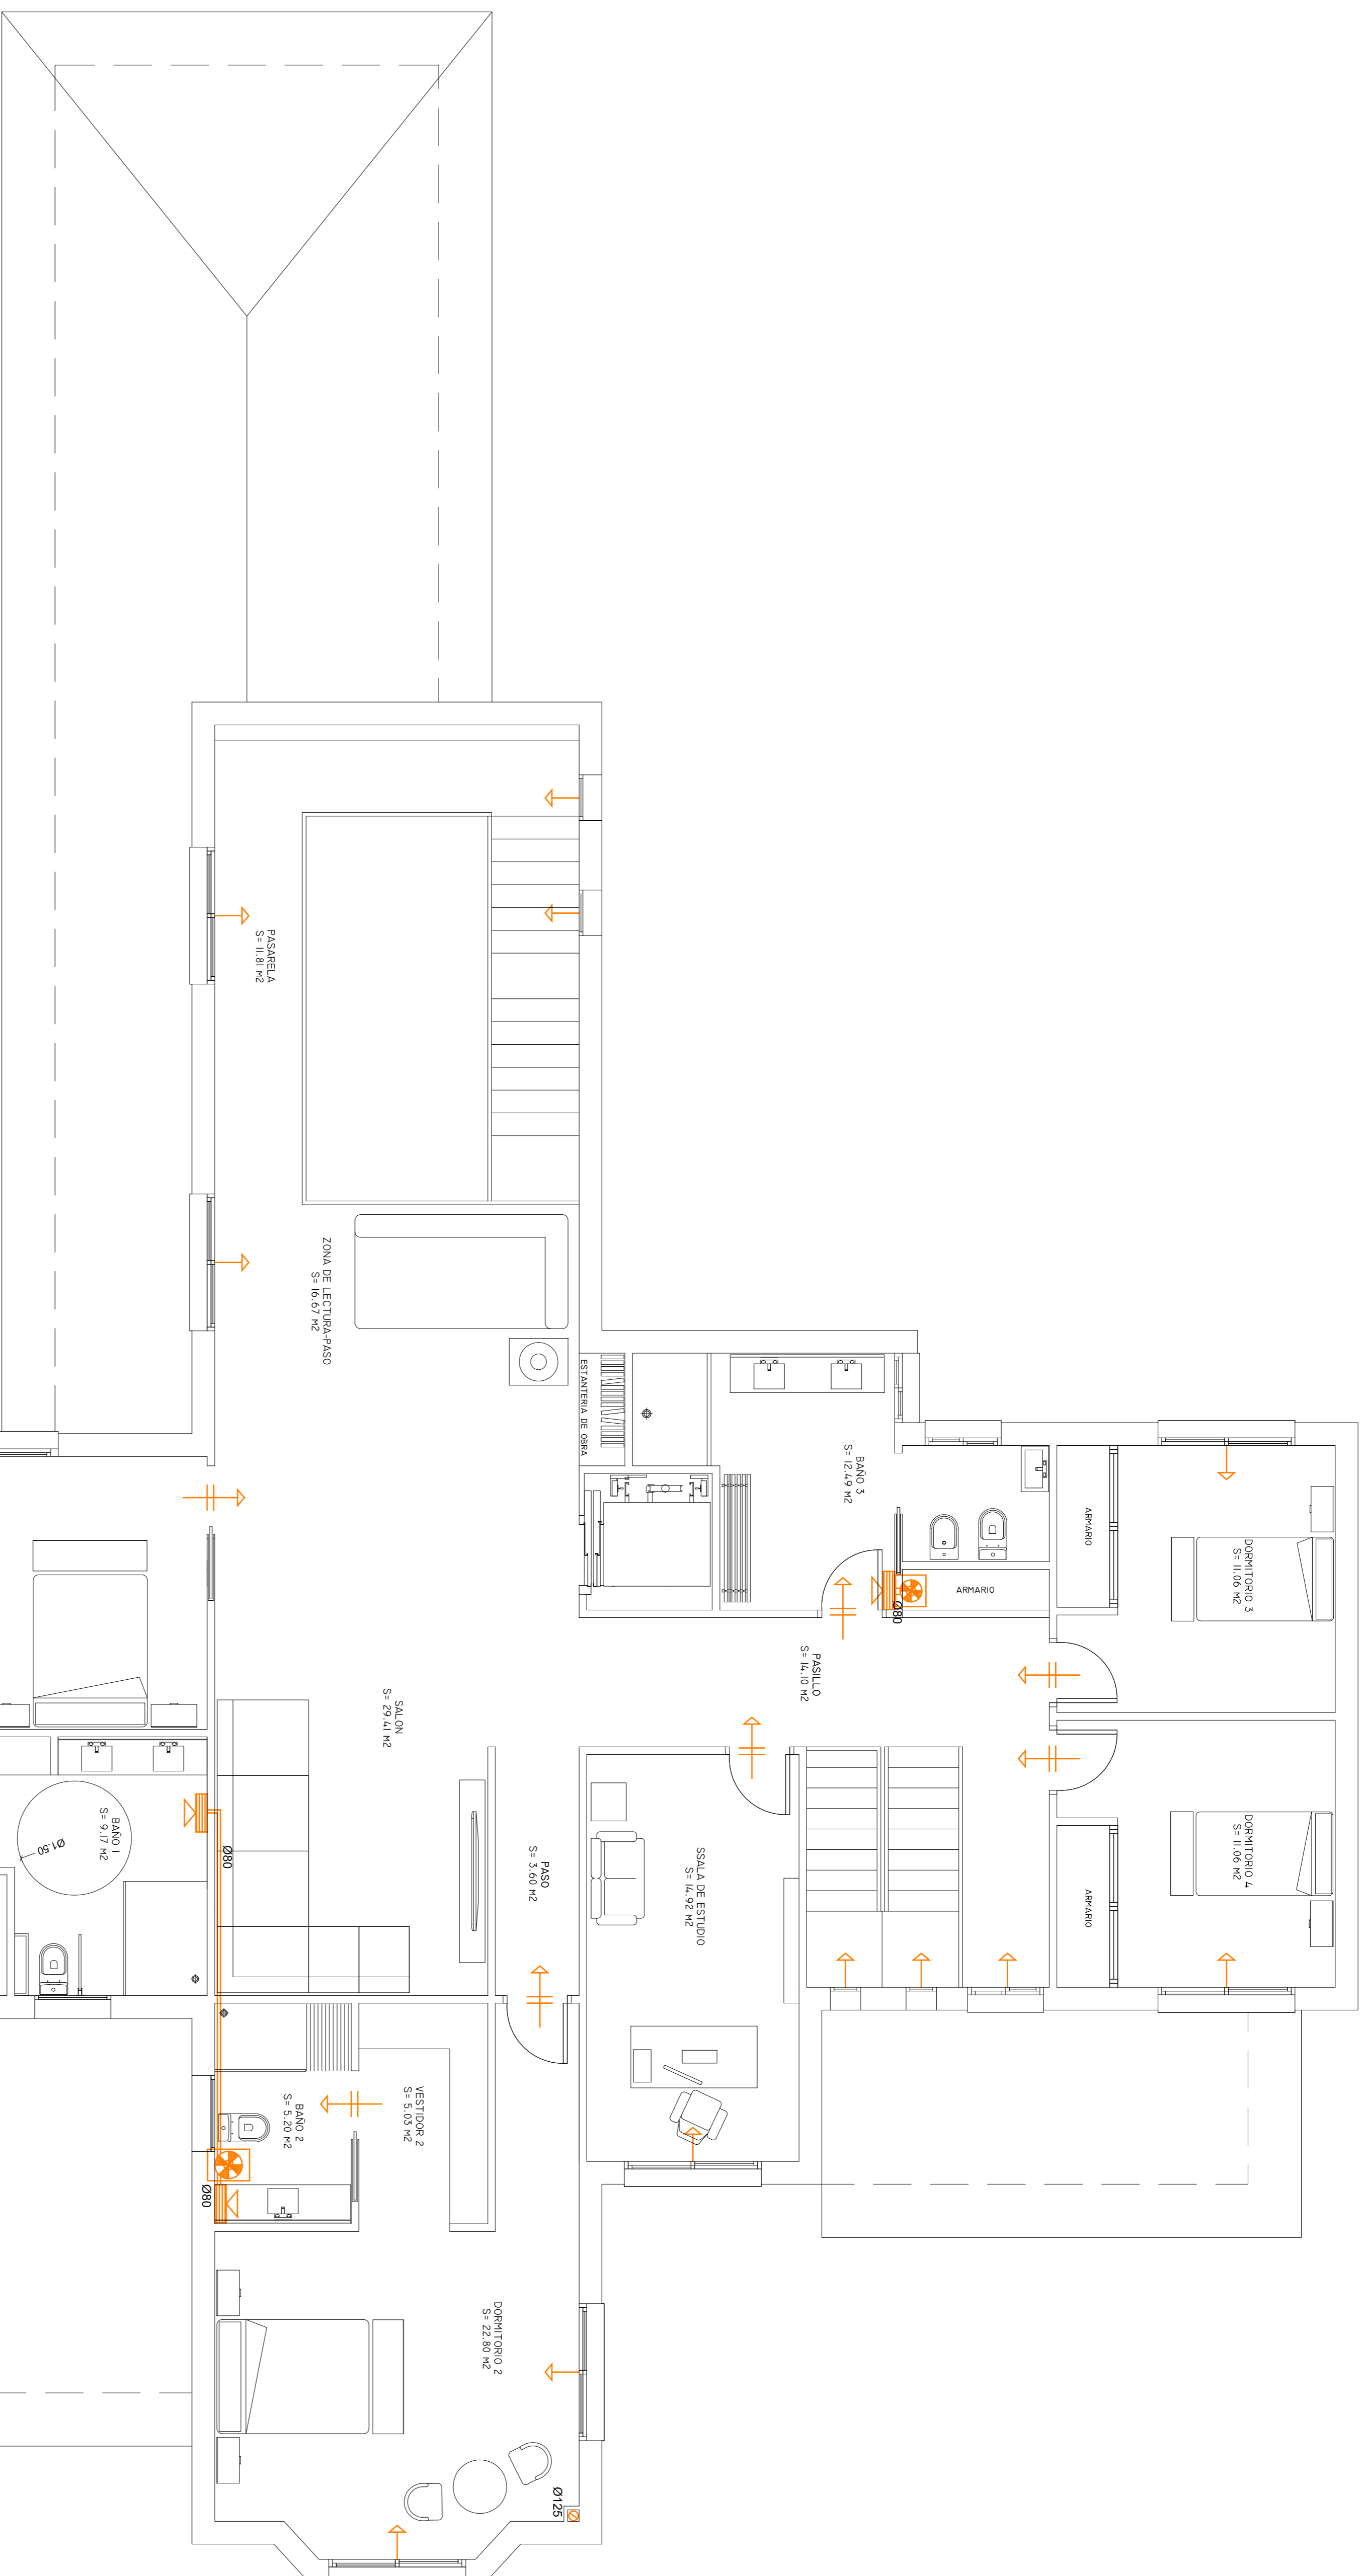 PASARELA
S= 11.81 M2
ZONA DE LECTURA-PASO
S= 16.67 M2
ESTANTERIA DE OBRA
BAÑO 3
S= 12.49 M2
ARMARIO
DORMITORIO 3
S= 11.06 M2
ARMARIO
Ø80
PASILLO
S= 14.10 M2
SALON
S= 29.41 M2
DORMITORIO 4
S= 11.06 M2
ARMARIO
SSALA DE ESTUDIO
S= 14.92 M2
PASO
S= 3.60 M2
BAÑO 1
S= 9.17 M2
Ø1.50
Ø80
VESTIDOR 2
S= 5.03 M2
BAÑO 2
S= 5.20 M2
Ø80
DORMITORIO 2
S= 22.80 M2
Ø125